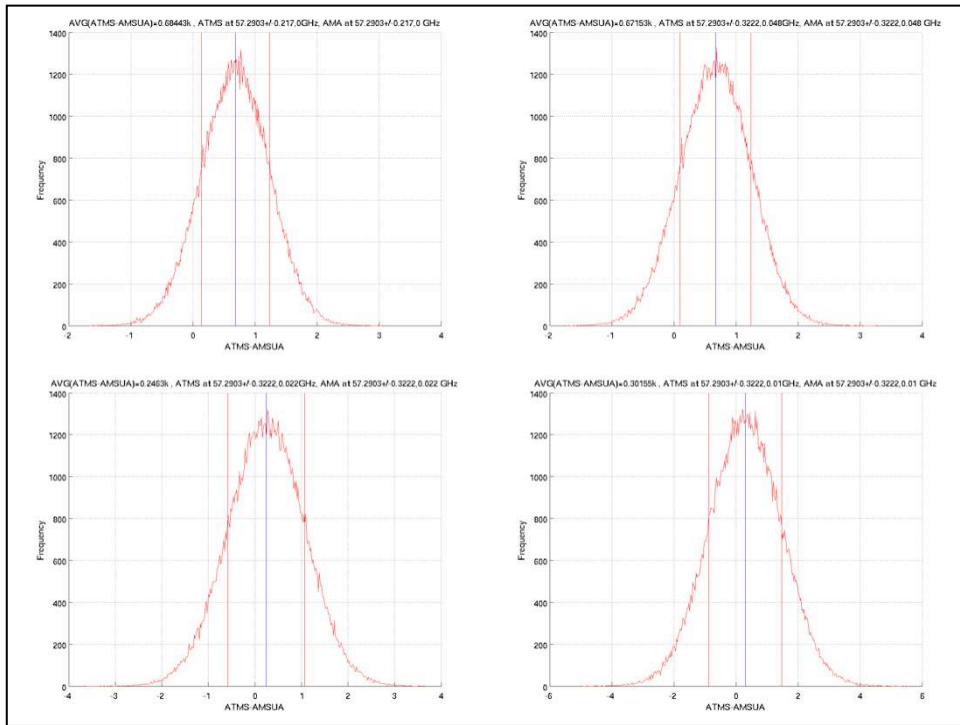 AVG(ATMS-AMSUA)=0.68443k , ATMS at 57.2903+/-0.217,0GHz, AMA at 57.2903+/-0.217,0 GHz
1400
1200
1000
800
600
400
200
0
Frequency
-2 -1 0 1 2 3 4
ATMS-AMSUA
AVG(ATMS-AMSUA)=0.67153k , ATMS at 57.2903+/-0.3222,0.048GHz, AMA at 57.2903+/-0.3222,0.048 GHz
1400
1200
1000
800
600
400
200
0
Frequency
-2 -1 0 1 2 3 4
ATMS-AMSUA
AVG(ATMS-AMSUA)=0.2463k , ATMS at 57.2903+/-0.3222,0.022GHz, AMA at 57.2903+/-0.3222,0.022 GHz
1400
1200
1000
800
600
400
200
0
Frequency
-4 -3 -2 -1 0 1 2 3 4
ATMS-AMSUA
AVG(ATMS-AMSUA)=0.30155k , ATMS at 57.2903+/-0.3222,0.01GHz, AMA at 57.2903+/-0.3222,0.01 GHz
1400
1200
1000
800
600
400
200
0
Frequency
-6 -4 -2 0 2 4 6
ATMS-AMSUA